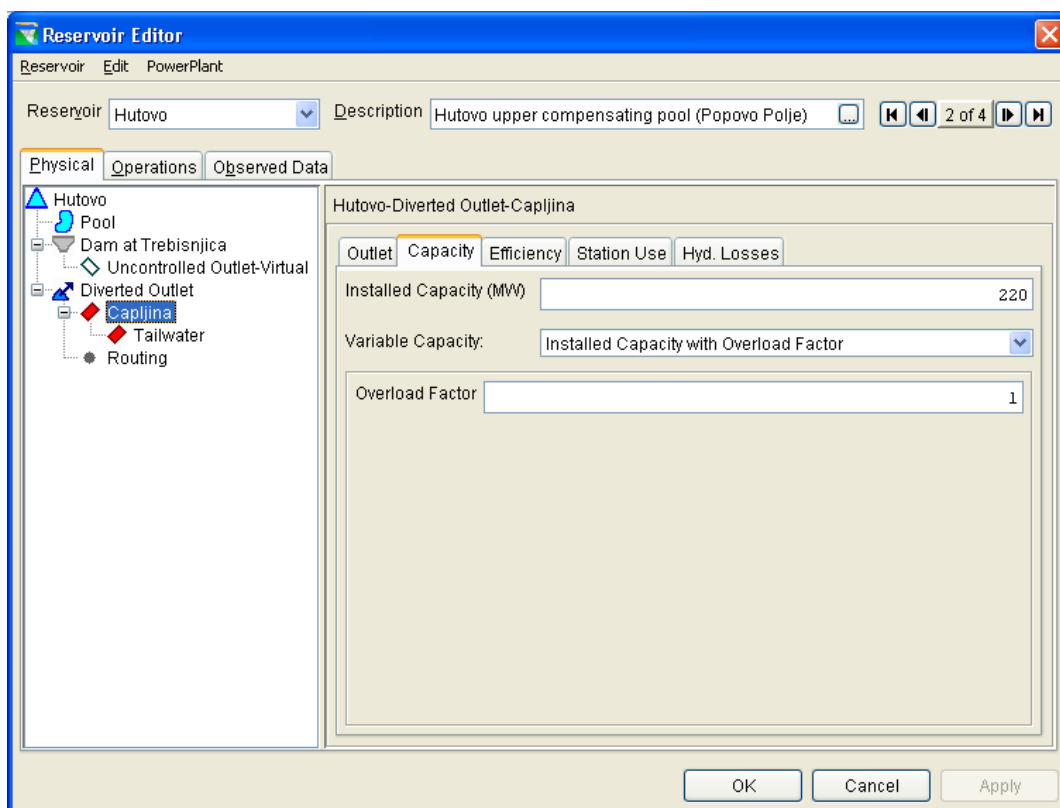 Reservoir Editor
Reservoir Edit PowerPlant
Reservoir Hutovo Description Hutovo upper compensating pool (Popovo Polje) ... 2 of 4
Physical Operations Observed Data
Hutovo
Pool
Dam at Trebisnjica
Uncontrolled Outlet-Virtual
Diverted Outlet
Capljina
Tailwater
Routing
Hutovo-Diverted Outlet-Capljina
Outlet Capacity Efficiency Station Use Hyd. Losses
Installed Capacity (MW) 220
Variable Capacity: Installed Capacity with Overload Factor
Overload Factor 1
OK Cancel Apply